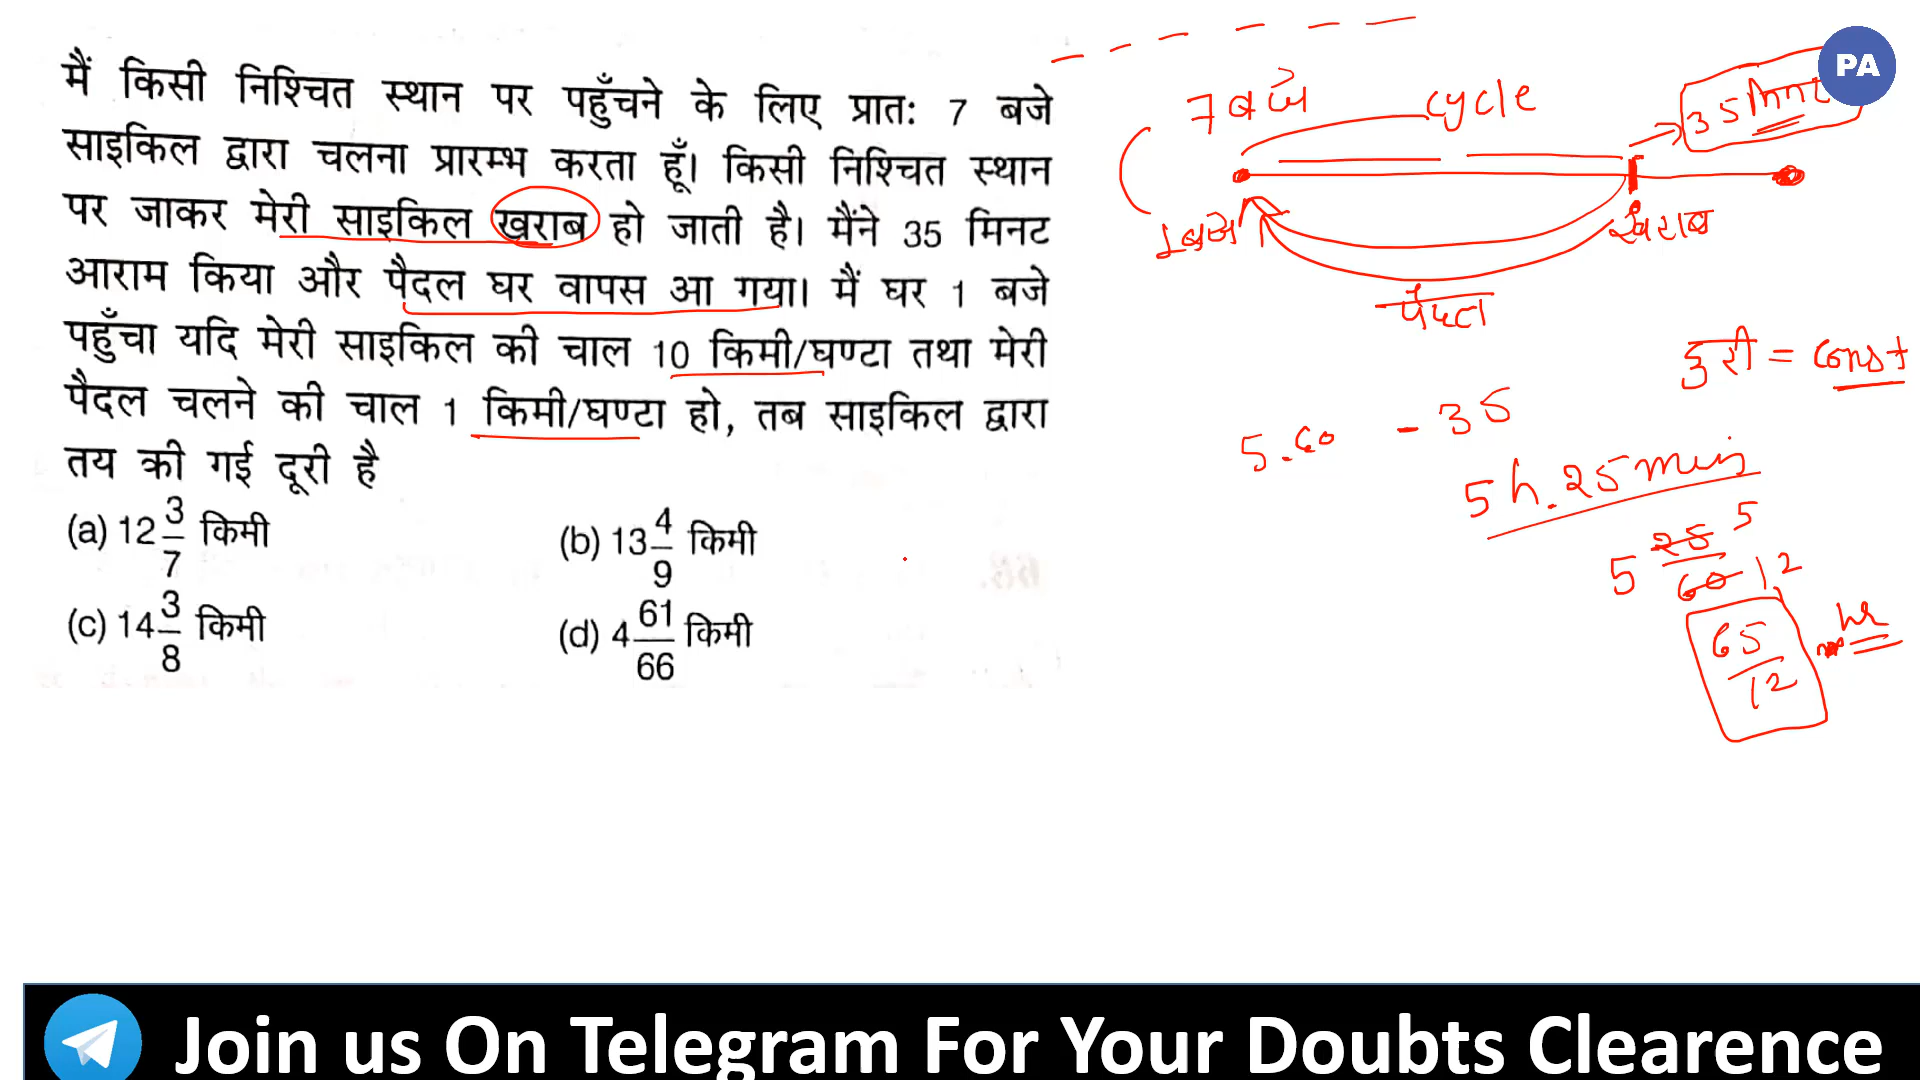 मैं किसी निश्चित स्थान पर पहुँचने के लिए प्रातः 7 बजे
साइकिल द्वारा चलना प्रारम्भ करता हूँ। किसी निश्चित स्थान
पर जाकर मेरी साइकिल खराब हो जाती है। मैंने 35 मिनट
आराम किया और पैदल घर वापस आ गया। मैं घर 1 बजे
पहुँचा यदि मेरी साइकिल की चाल 10 किमी/घण्टा तथा मेरी
पैदल चलने की चाल 1 किमी/घण्टा हो, तब साइकिल द्वारा
तय की गई दूरी है
(a) 12 3/7 किमी
(b) 13 4/9 किमी
(c) 14 3/8 किमी
(d) 4 61/66 किमी
PA
7 बजे
cycle
35 mint
1 बजे
खराब
पैदल
दूरी = const
5.60 - 35
5 h. 25 min
5 25/60 5 12
65/12 hr
Join us On Telegram For Your Doubts Clearence